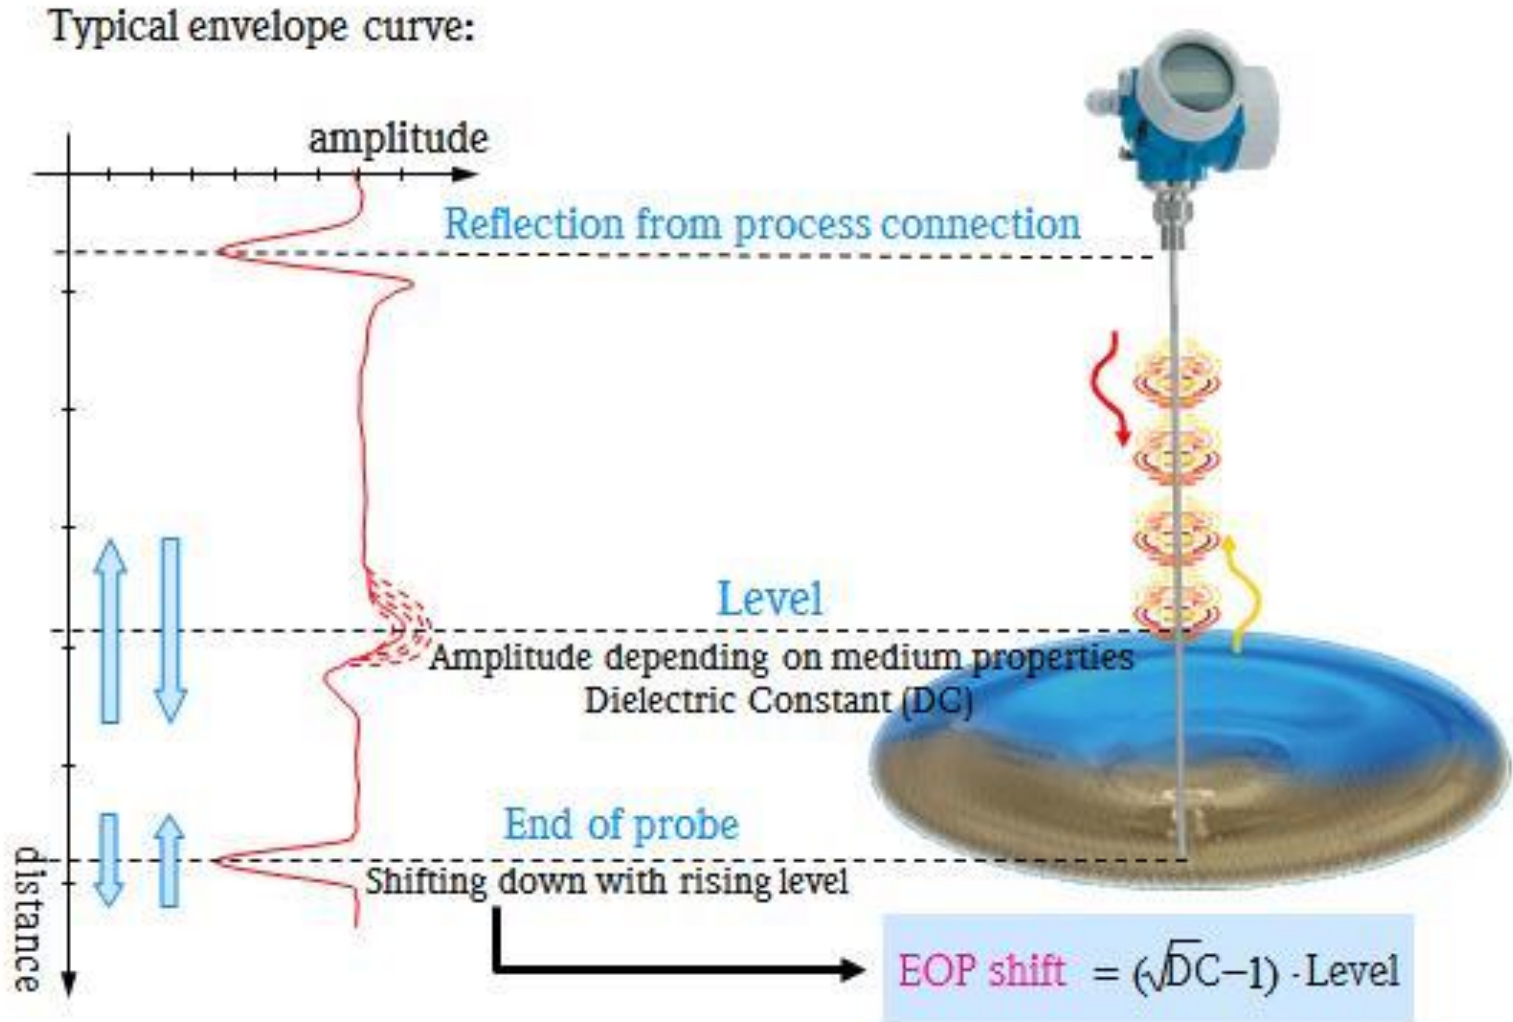 Typical envelope curve:
amplitude
Reflection from process connection
Level
Amplitude depending on medium properties
Dielectric Constant (DC)
End of probe
Shifting down with rising level
distance
EOP shift = (√DC−1) · Level